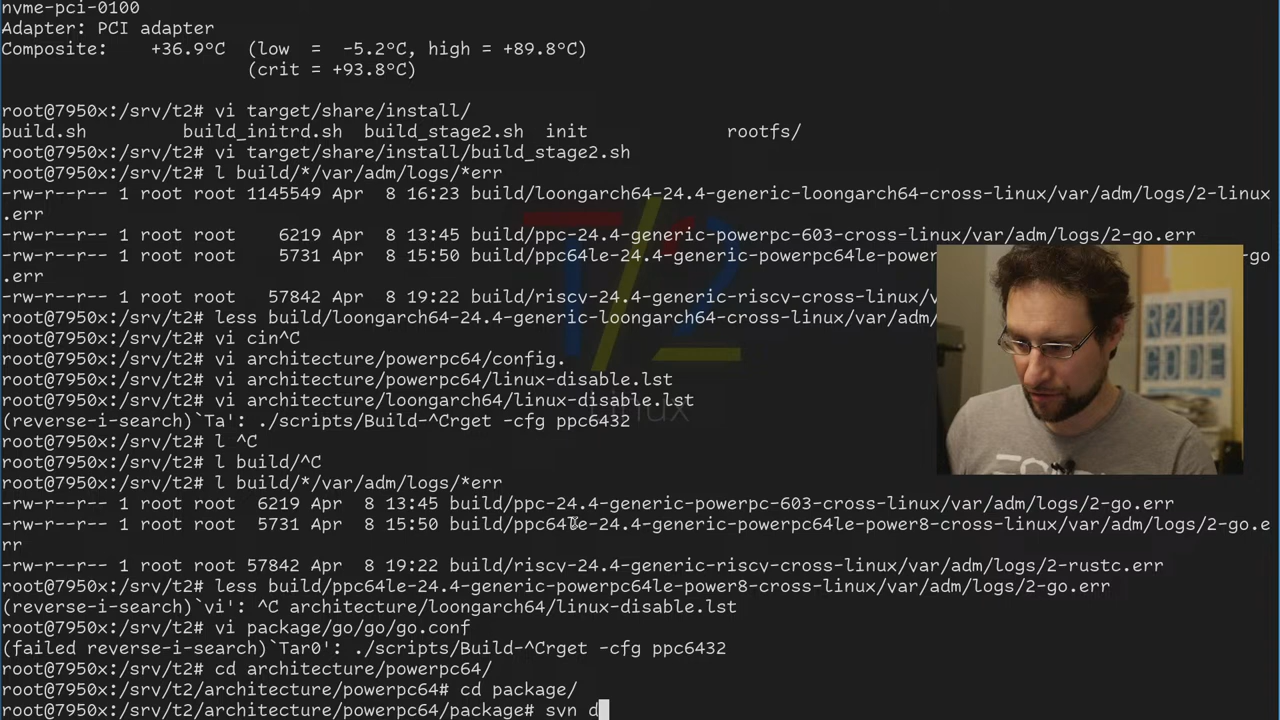 nvme-pci-0100
Adapter: PCI adapter
Composite:    +36.9°C  (low  =  -5.2°C, high = +89.8°C)
                       (crit = +93.8°C)
root@7950x:/srv/t2# vi target/share/install/
build.sh         build_initrd.sh  build_stage2.sh  init             rootfs/
root@7950x:/srv/t2# vi target/share/install/build_stage2.sh
root@7950x:/srv/t2# l build/*/var/adm/logs/*err
-rw-r--r-- 1 root root 1145549 Apr  8 16:23 build/loongarch64-24.4-generic-loongarch64-cross-linux/var/adm/logs/2-linux
.err
-rw-r--r-- 1 root root    6219 Apr  8 13:45 build/ppc-24.4-generic-powerpc-603-cross-linux/var/adm/logs/2-go.err
-rw-r--r-- 1 root root    5731 Apr  8 15:50 build/ppc64le-24.4-generic-powerpc64le-power go
.err
-rw-r--r-- 1 root root   57842 Apr  8 19:22 build/riscv-24.4-generic-riscv-cross-linux/v
root@7950x:/srv/t2# less build/loongarch64-24.4-generic-loongarch64-cross-linux/var/adm/
root@7950x:/srv/t2# vi cin^C
root@7950x:/srv/t2# vi architecture/powerpc64/config.
root@7950x:/srv/t2# vi architecture/powerpc64/linux-disable.lst
root@7950x:/srv/t2# vi architecture/loongarch64/linux-disable.lst
(reverse-i-search)`Ta': ./scripts/Build-^Crget -cfg ppc6432
root@7950x:/srv/t2# l ^C
root@7950x:/srv/t2# l build/^C
root@7950x:/srv/t2# l build/*/var/adm/logs/*err
-rw-r--r-- 1 root root  6219 Apr  8 13:45 build/ppc-24.4-generic-powerpc-603-cross-linux/var/adm/logs/2-go.err
-rw-r--r-- 1 root root  5731 Apr  8 15:50 build/ppc64le-24.4-generic-powerpc64le-power8-cross-linux/var/adm/logs/2-go.e
rr
-rw-r--r-- 1 root root 57842 Apr  8 19:22 build/riscv-24.4-generic-riscv-cross-linux/var/adm/logs/2-rustc.err
root@7950x:/srv/t2# less build/ppc64le-24.4-generic-powerpc64le-power8-cross-linux/var/adm/logs/2-go.err
(reverse-i-search)`vi': ^C architecture/loongarch64/linux-disable.lst
root@7950x:/srv/t2# vi package/go/go/go.conf
(failed reverse-i-search)`Tar0': ./scripts/Build-^Crget -cfg ppc6432
root@7950x:/srv/t2# cd architecture/powerpc64/
root@7950x:/srv/t2/architecture/powerpc64# cd package/
root@7950x:/srv/t2/architecture/powerpc64/package# svn d
T/2
Linux